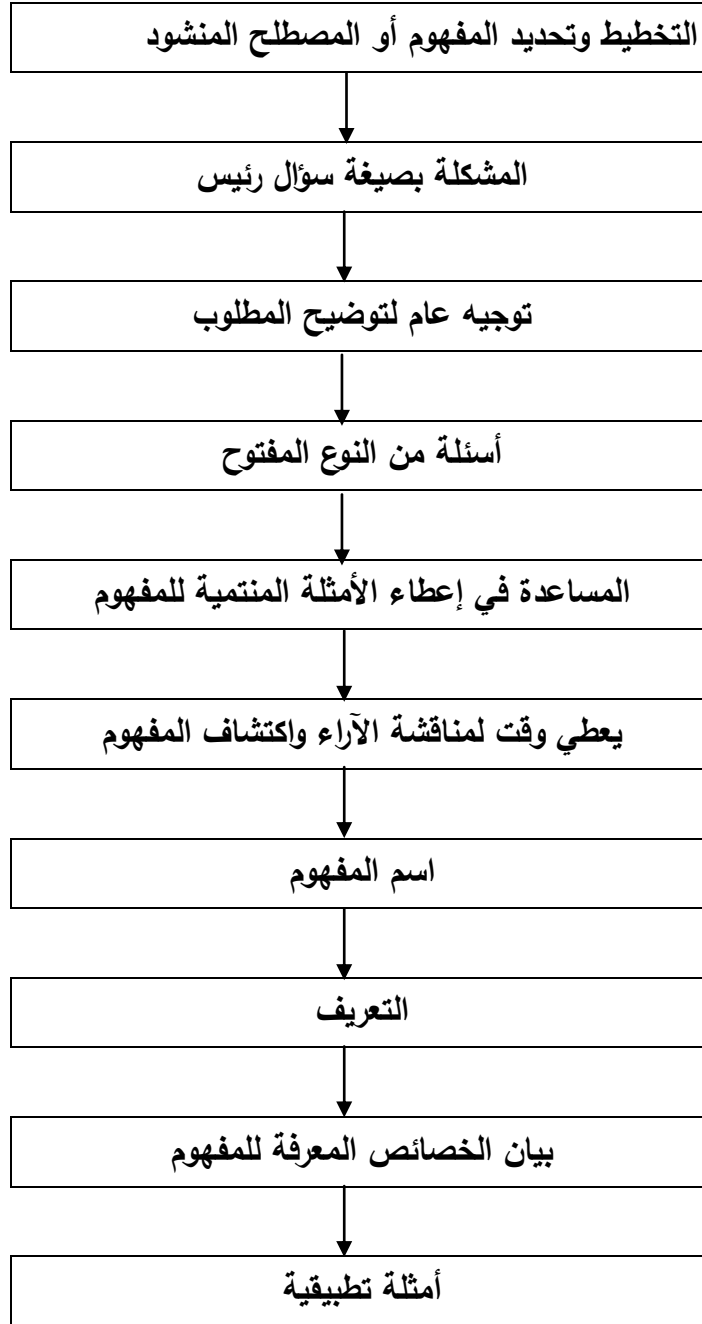 التخطيط وتحديد المفهوم أو المصطلح المنشود
المشكلة بصيغة سؤال رئيس
توجيه عام لتوضيح المطلوب
أسئلة من النوع المفتوح
المساعدة في إعطاء الأمثلة المنتمية للمفهوم
يعطي وقت لمناقشة الآراء واكتشاف المفهوم
اسم المفهوم
التعريف
بيان الخصائص المعرفة للمفهوم
أمثلة تطبيقية